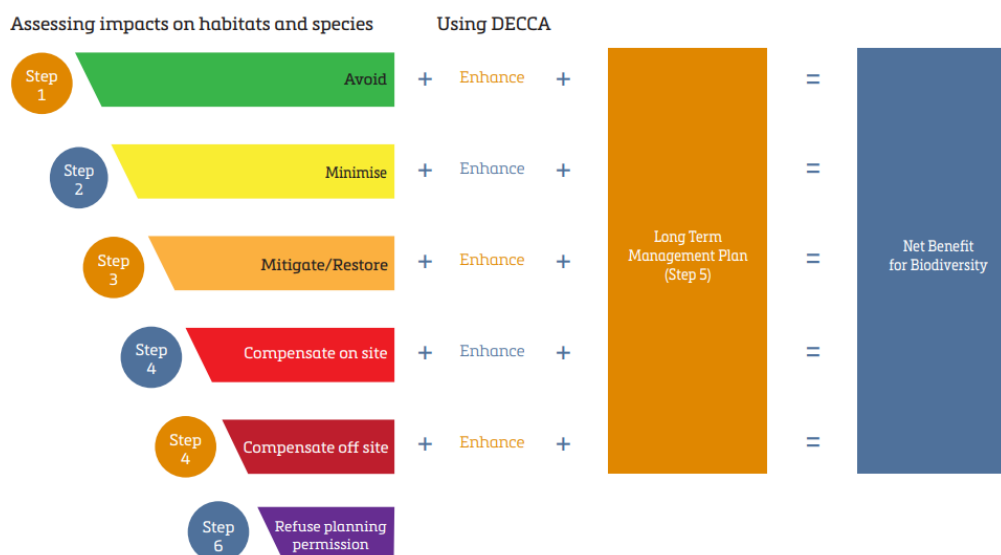 Assessing impacts on habitats and species
Using DECCA
Step
1
Avoid
+ Enhance + =
Step
2
Minimise
+ Enhance + =
Step
3
Mitigate/Restore
+ Enhance + =
Long Term
Management Plan
(Step 5)
Net Benefit
for Biodiversity
Step
4
Compensate on site
+ Enhance + =
Step
4
Compensate off site
+ Enhance + =
Step
6
Refuse planning
permission